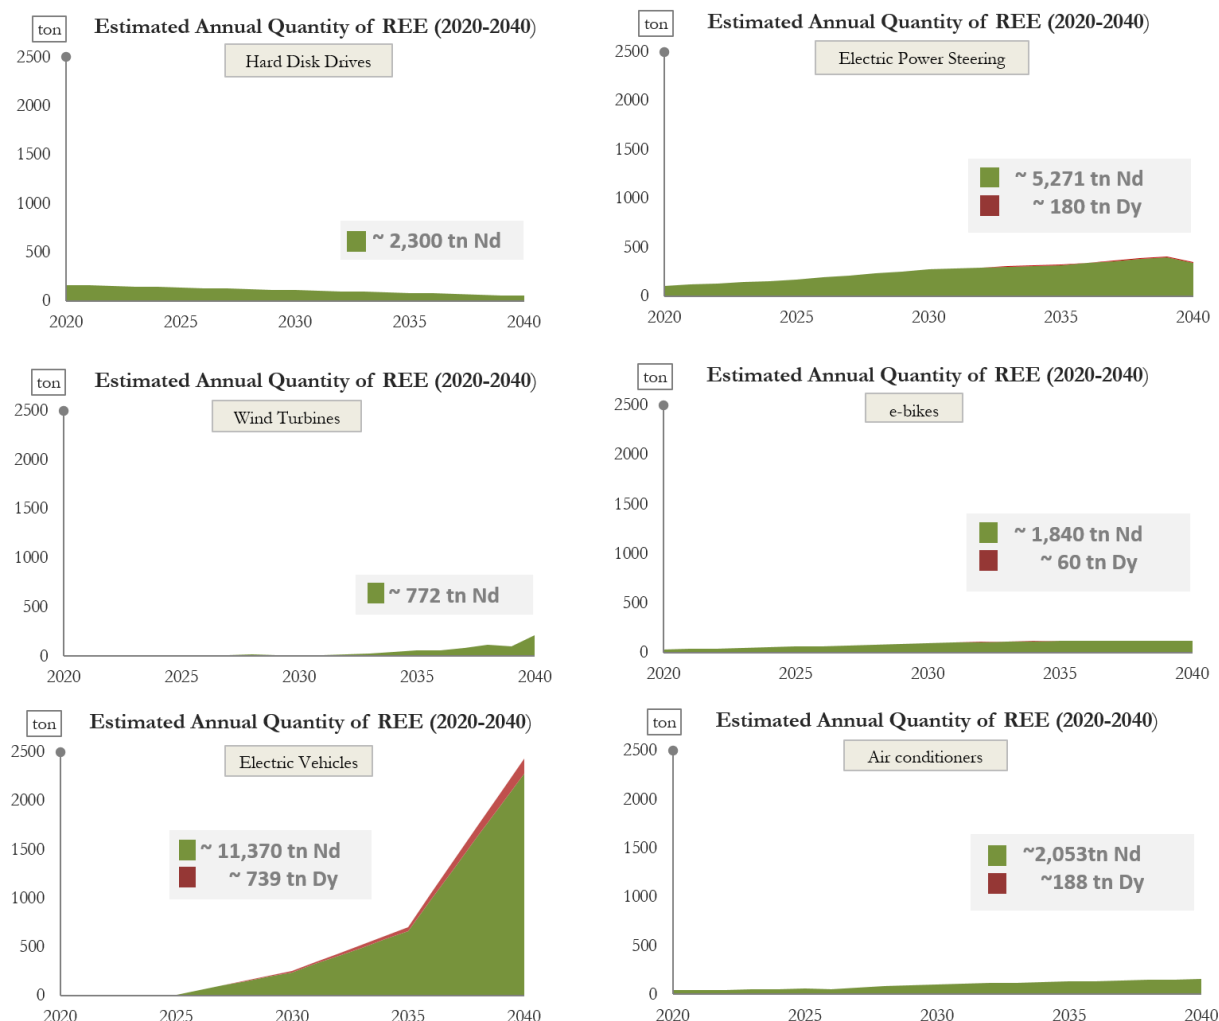 ton
Estimated Annual Quantity of REE (2020-2040)
Hard Disk Drives
2500
2000
1500
1000
500
0
~ 2,300 tn Nd
2020 2025 2030 2035 2040
ton
Estimated Annual Quantity of REE (2020-2040)
Electric Power Steering
2500
2000
1500
1000
500
0
~ 5,271 tn Nd
~ 180 tn Dy
2020 2025 2030 2035 2040
ton
Estimated Annual Quantity of REE (2020-2040)
Wind Turbines
2500
2000
1500
1000
500
0
~ 772 tn Nd
2020 2025 2030 2035 2040
ton
Estimated Annual Quantity of REE (2020-2040)
e-bikes
2500
2000
1500
1000
500
0
~ 1,840 tn Nd
~ 60 tn Dy
2020 2025 2030 2035 2040
ton
Estimated Annual Quantity of REE (2020-2040)
Electric Vehicles
2500
2000
1500
1000
500
0
~ 11,370 tn Nd
~ 739 tn Dy
2020 2025 2030 2035 2040
ton
Estimated Annual Quantity of REE (2020-2040)
Air conditioners
2500
2000
1500
1000
500
0
~2,053tn Nd
~188 tn Dy
2020 2025 2030 2035 2040